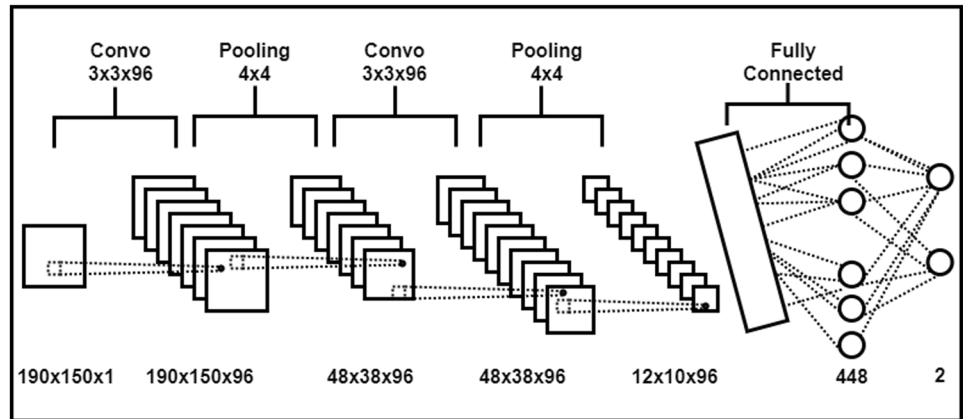 Convo
3x3x96
Pooling
4x4
Convo
3x3x96
Pooling
4x4
Fully
Connected
190x150x1
190x150x96
48x38x96
48x38x96
12x10x96
448
2